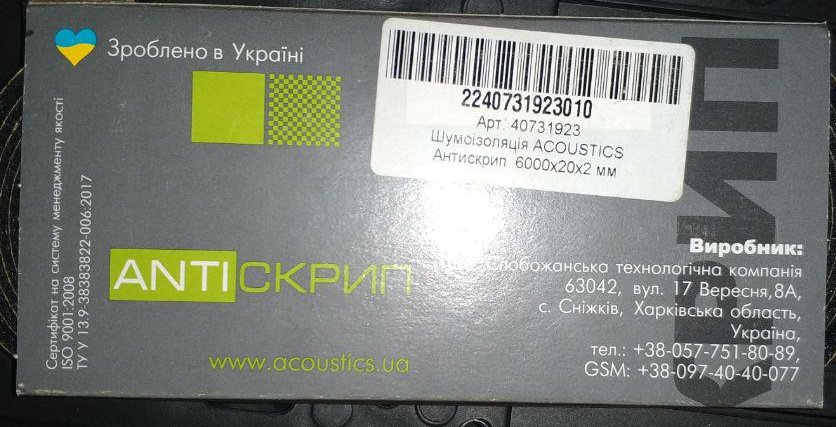 Зроблено в Україні
2240731923010
Арт. 40731923
Шумоізоляція ACOUSTICS
Антискрип 6000х20х2 мм
Сертифікат на систему менеджменту якості
ISO 9001:2008
ТУ У 13.9-38383822-006:2017
ANTIСКРИП
www.acoustics.ua
Виробник:
Слобожанська технологічна компанія
63042, вул. 17 Вересня,8А,
с. Сніжків, Харківська область,
Україна,
тел.: +38-057-751-80-89,
GSM: +38-097-40-40-077